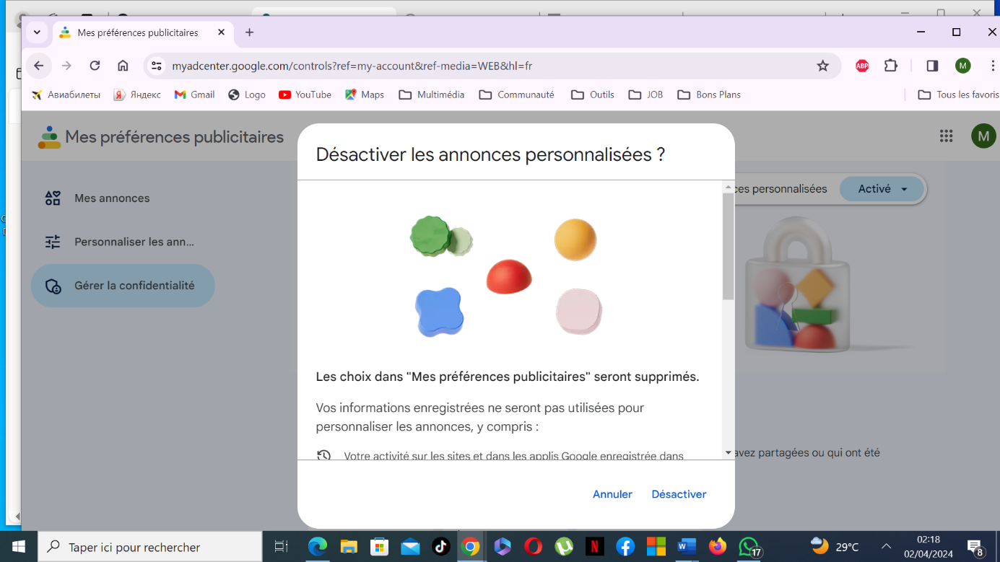 Mes préférences publicitaires
myadcenter.google.com/controls?ref=my-account&ref-media=WEB&hl=fr
ABP
M
Авиабилеты
Яндекс
Gmail
Logo
YouTube
Maps
Multimédia
Communauté
Outils
JOB
Bons Plans
Tous les favoris
Mes préférences publicitaires
M
Désactiver les annonces personnalisées ?
Mes annonces
ces personnalisées
Activé
Personnaliser les ann...
Gérer la confidentialité
Les choix dans "Mes préférences publicitaires" seront supprimés.
Vos informations enregistrées ne seront pas utilisées pour
personnaliser les annonces, y compris :
Votre activité sur les sites et dans les applis Google enregistrée dans
avez partagées ou qui ont été
Annuler
Désactiver
Taper ici pour rechercher
17
29°C
02:18
02/04/2024
8